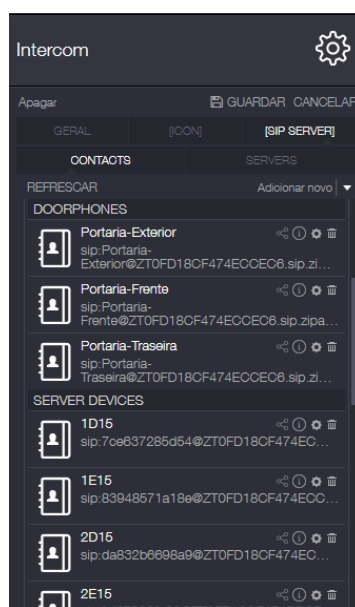 Intercom
Apagar GUARDAR CANCELAR
GERAL [ICON] [SIP SERVER]
CONTACTS SERVERS
REFRESCAR Adicionar novo
DOORPHONES
Portaria-Exterior
sip:Portaria-
Exterior@ZT0FD18CF474ECCEC6.sip.zi...
Portaria-Frente
sip:Portaria-
Frente@ZT0FD18CF474ECCEC6.sip.zipa...
Portaria-Traseira
sip:Portaria-
Traseira@ZT0FD18CF474ECCEC6.sip.zi...
SERVER DEVICES
1D15
sip:7ce637285d54@ZT0FD18CF474EC...
1E15
sip:83948571a18e@ZT0FD18CF474ECC...
2D15
sip:da832b6698a9@ZT0FD18CF474EC...
2E15